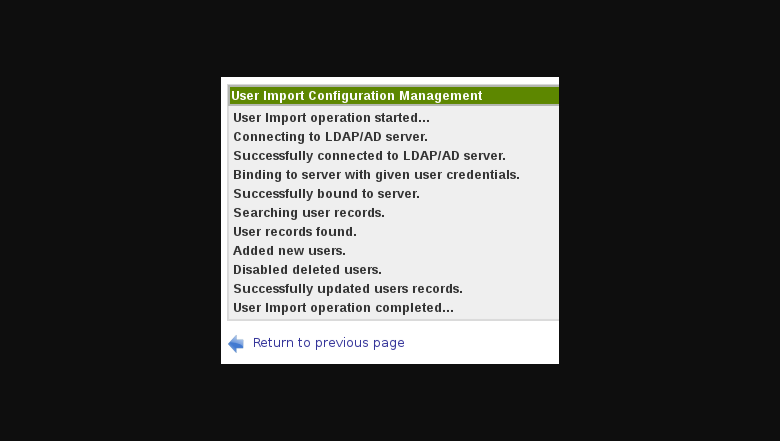 User Import Configuration Management
User Import operation started...
Connecting to LDAP/AD server.
Successfully connected to LDAP/AD server.
Binding to server with given user credentials.
Successfully bound to server.
Searching user records.
User records found.
Added new users.
Disabled deleted users.
Successfully updated users records.
User Import operation completed...
Return to previous page